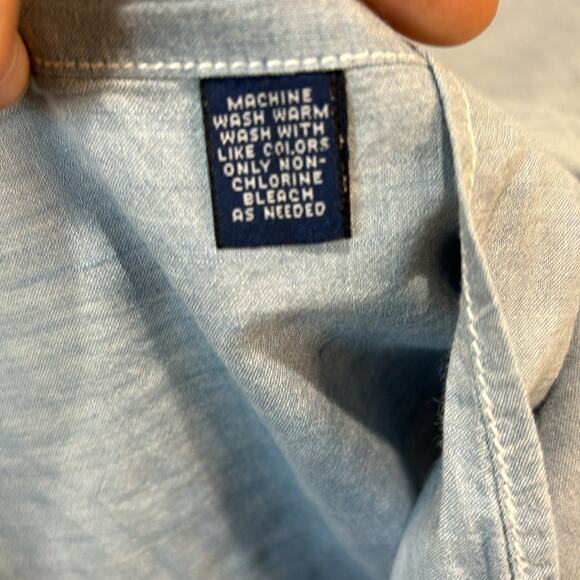 MACHINE
WASH WARM
WASH WITH
LIKE COLORS
ONLY NON-
CHLORINE
BLEACH
AS NEEDED